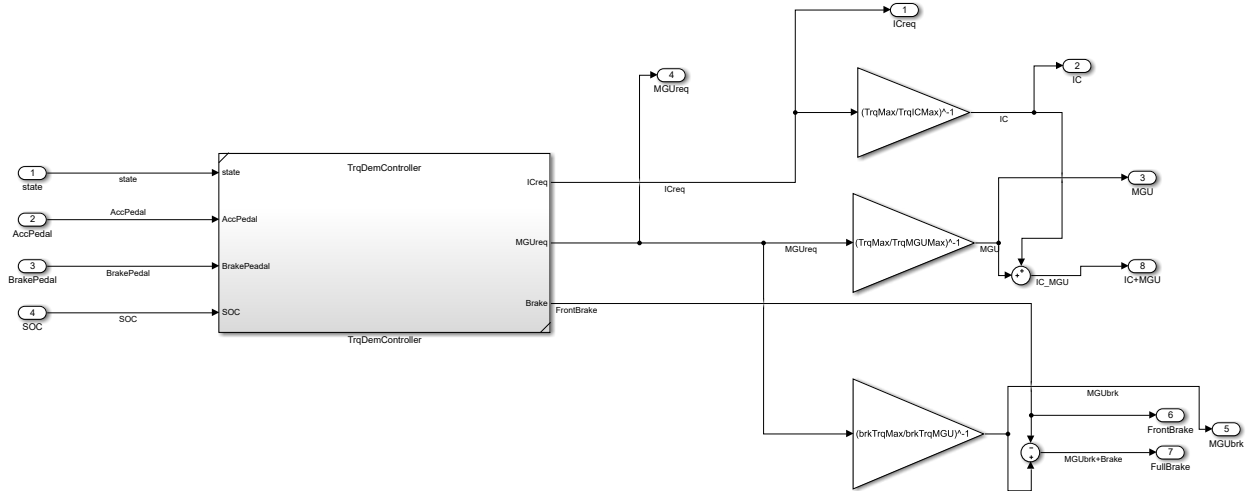 1
ICreq
4
MGUreq
(TrqMax/TrqICMax)^-1
IC
2
IC
TrqDemController
1
state
state
state
ICreq
ICreq
2
AccPedal
AccPedal
AccPedal
3
BrakePedal
BrakePedal
BrakePeadal
4
SOC
SOC
SOC
MGUreq
MGUreq
(TrqMax/TrqMGUMax)^-1
MGU
3
MGU
+
+
IC_MGU
8
IC+MGU
Brake
FrontBrake
TrqDemController
(brkTrqMax/brkTrqMGU)^-1
MGUbrk
6
FrontBrake
5
MGUbrk
−
+
MGUbrk+Brake
7
FullBrake